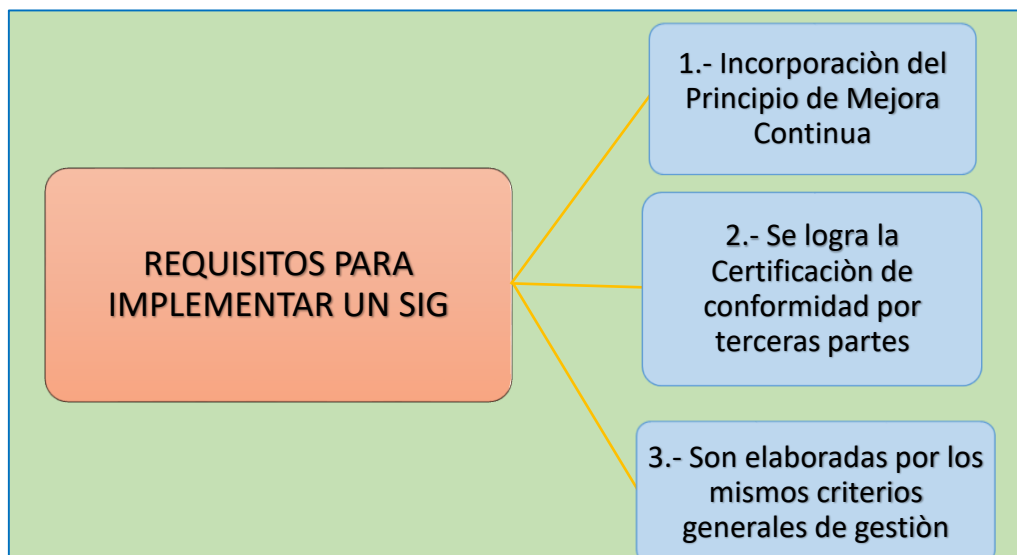 REQUISITOS PARA
IMPLEMENTAR UN SIG
1.- Incorporaciòn del
Principio de Mejora
Continua
2.- Se logra la
Certificaciòn de
conformidad por
terceras partes
3.- Son elaboradas por los
mismos criterios
generales de gestiòn